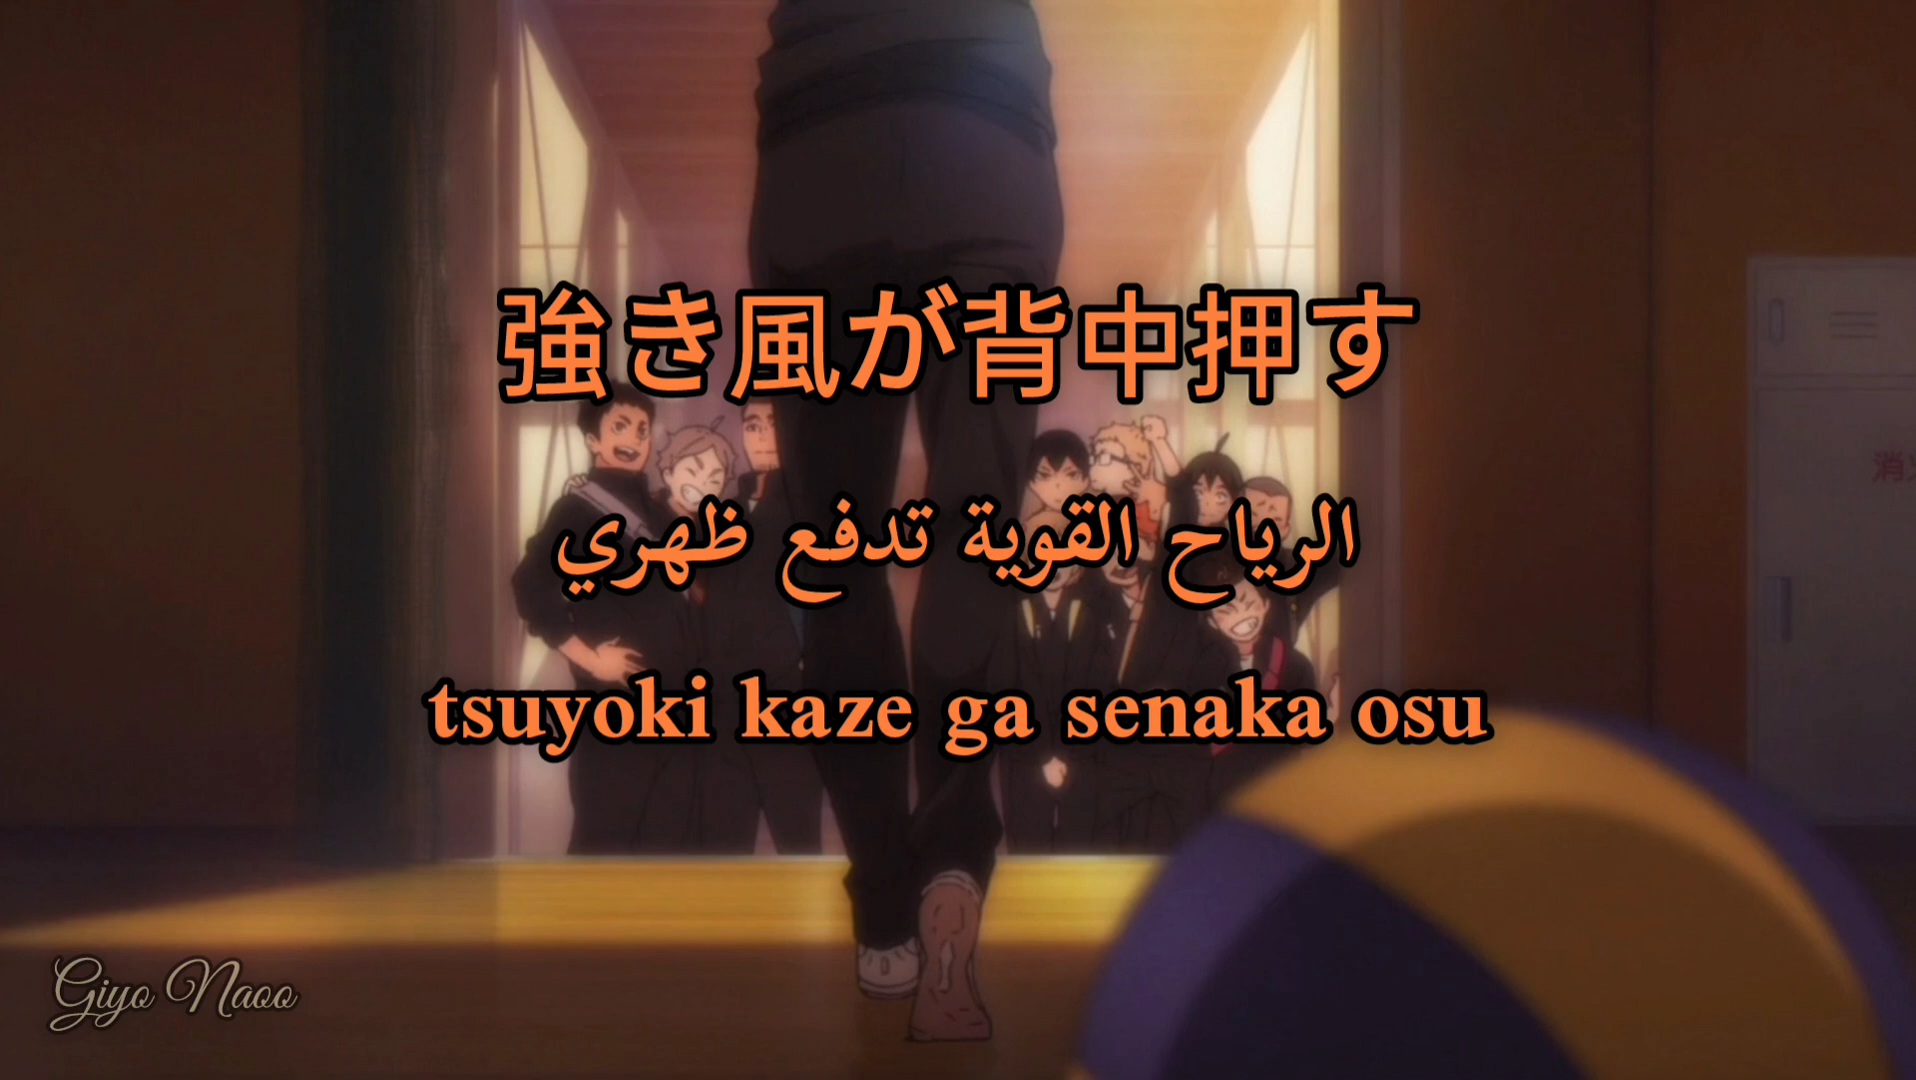 強き風が背中押す
الرياح القوية تدفع ظهري
tsuyoki kaze ga senaka osu
Giyo Naoo